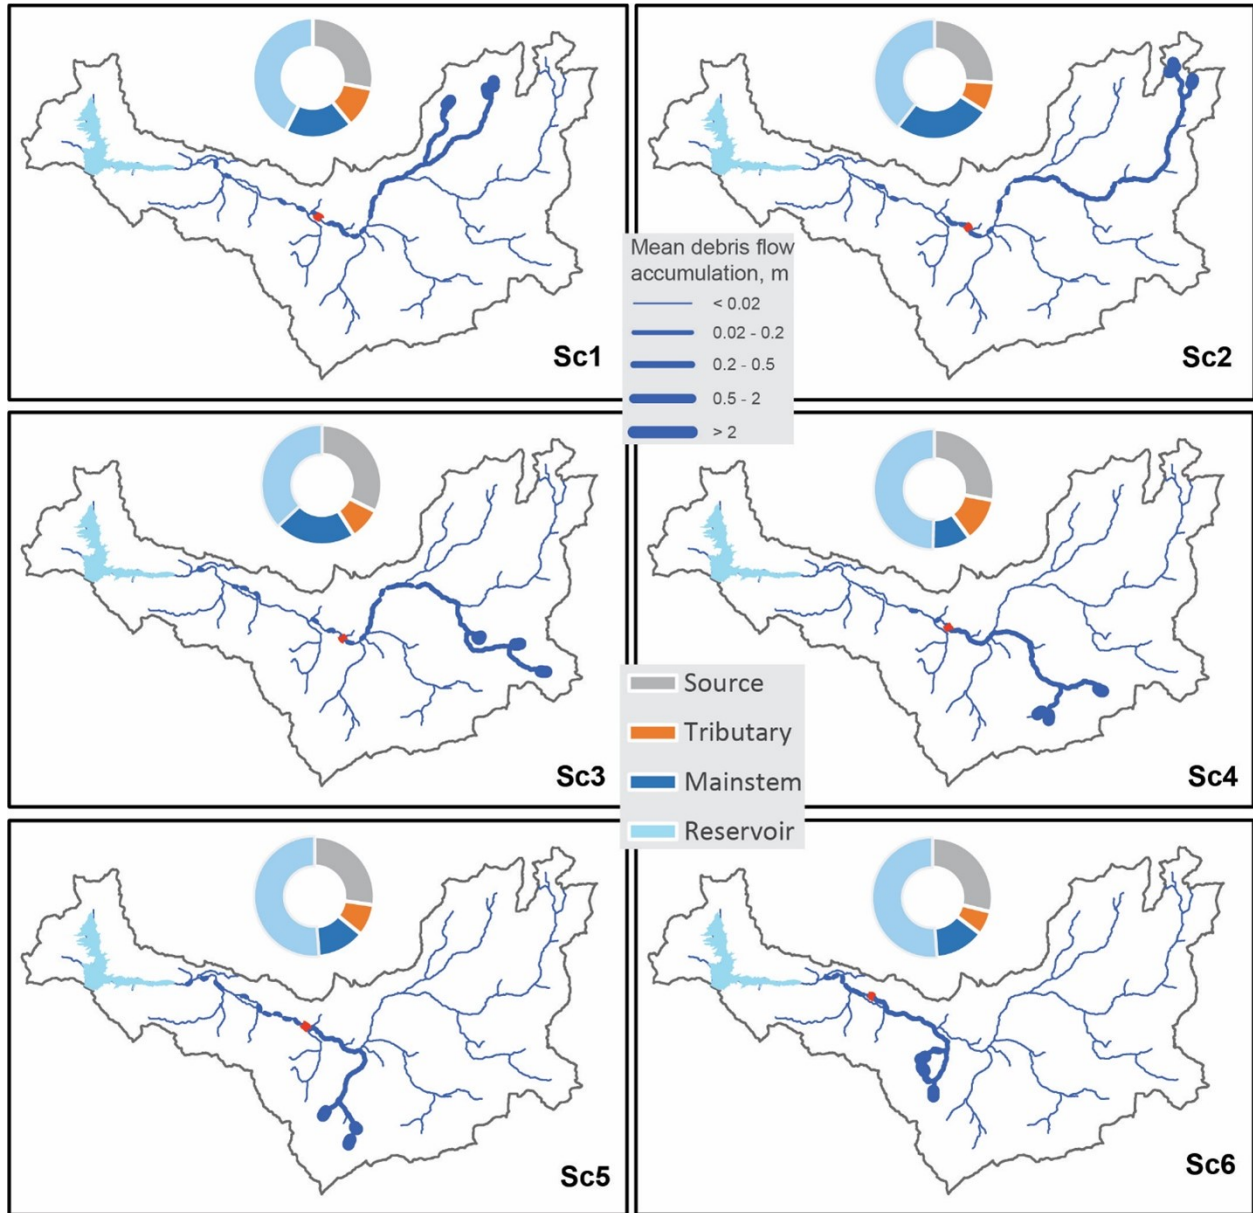 Sc1
Sc2
Mean debris flow
accumulation, m
< 0.02
0.02 - 0.2
0.2 - 0.5
0.5 - 2
> 2
Sc3
Sc4
Source
Tributary
Mainstem
Reservoir
Sc5
Sc6